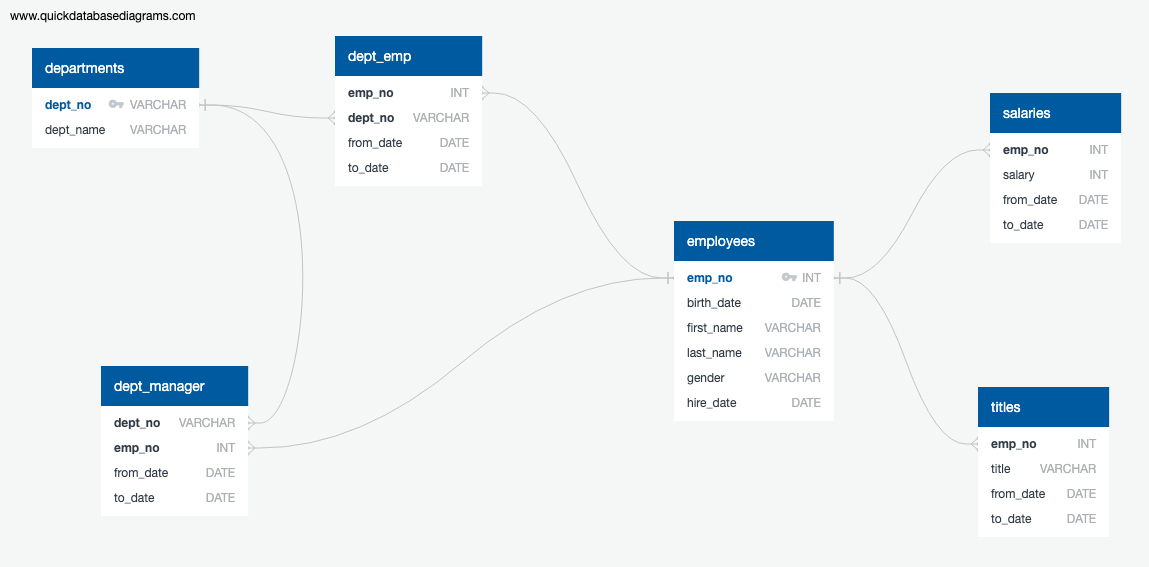 www.quickdatabasediagrams.com
departments
dept_no VARCHAR
dept_name VARCHAR
dept_emp
emp_no INT
dept_no VARCHAR
from_date DATE
to_date DATE
salaries
emp_no INT
salary INT
from_date DATE
to_date DATE
employees
emp_no INT
birth_date DATE
first_name VARCHAR
last_name VARCHAR
gender VARCHAR
hire_date DATE
dept_manager
dept_no VARCHAR
emp_no INT
from_date DATE
to_date DATE
titles
emp_no INT
title VARCHAR
from_date DATE
to_date DATE